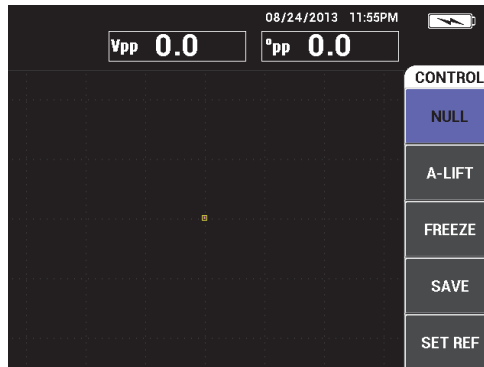 08/24/2013 11:55PM
Vpp 0.0 °pp 0.0
CONTROL
NULL
A-LIFT
FREEZE
SAVE
SET REF